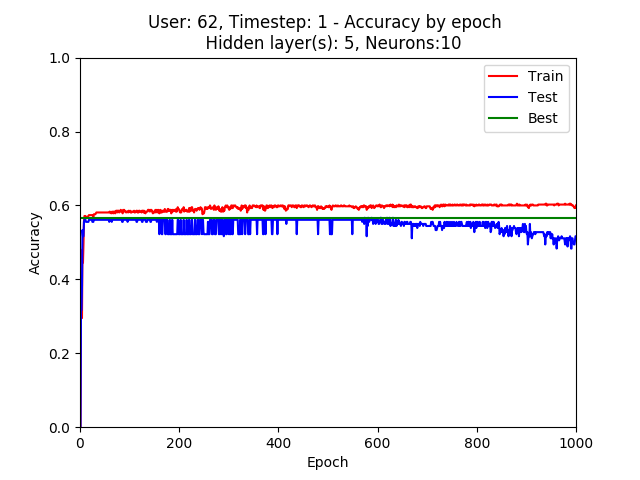 User: 62, Timestep: 1 - Accuracy by epoch
Hidden layer(s): 5, Neurons:10
1.0
Train
Test
Best
0.8
0.6
Accuracy
0.4
0.2
0.0
0
200
400
600
800
1000
Epoch